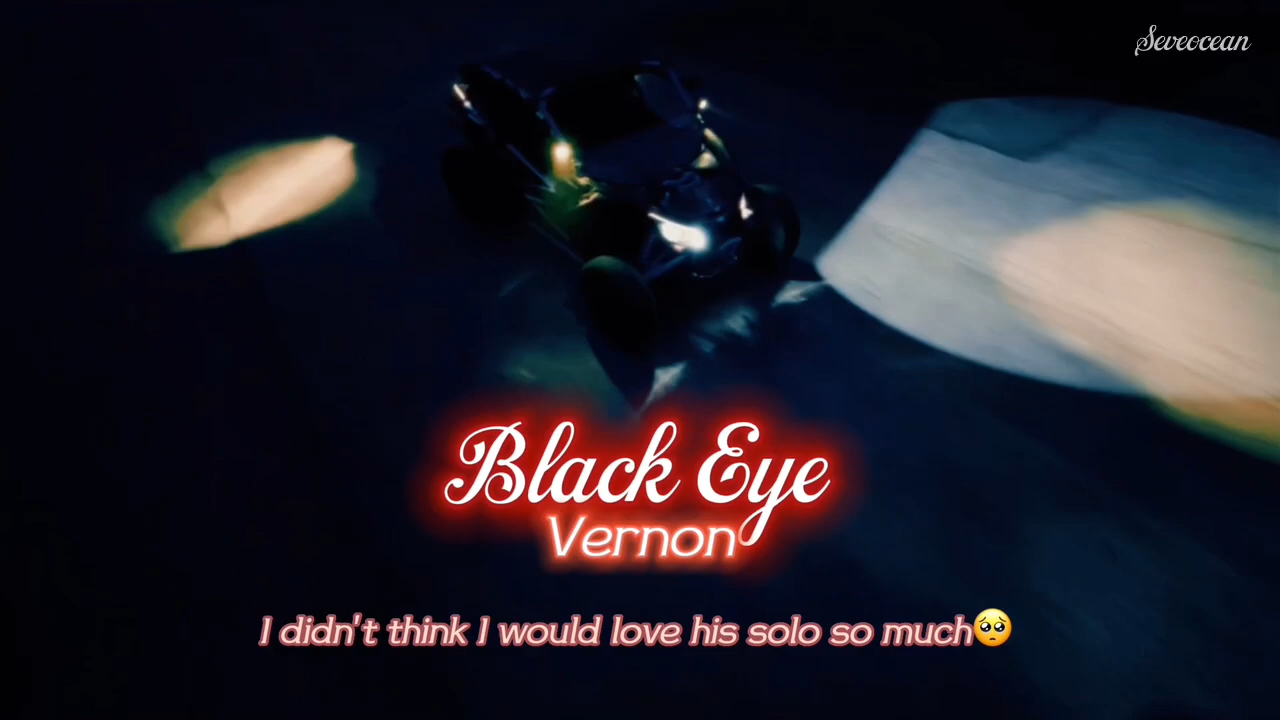 Seveocean
Black Eye
Vernon
I didn't think I would love his solo so much🥺